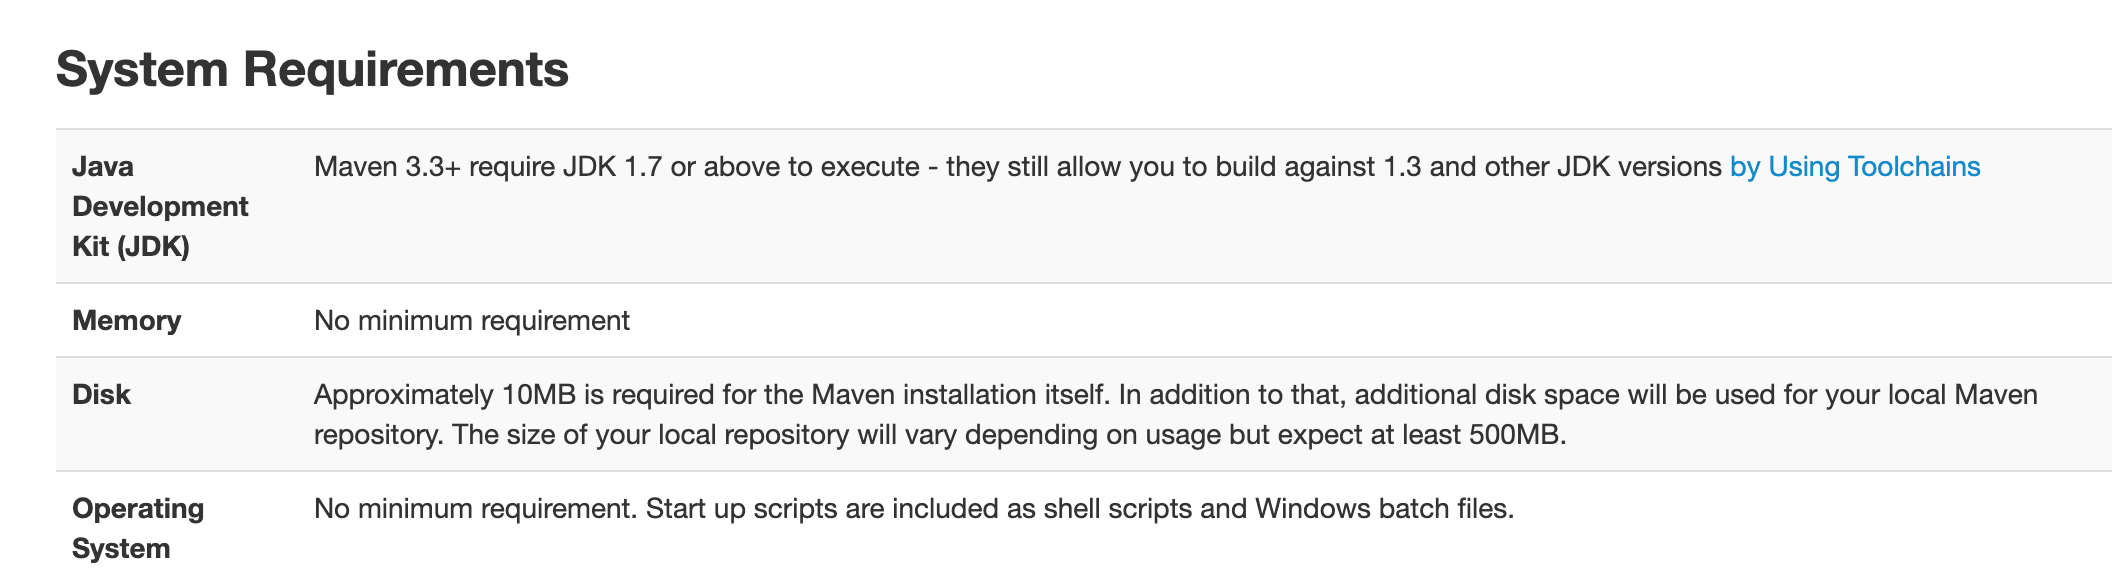 System Requirements
Java
Development
Kit (JDK)
Maven 3.3+ require JDK 1.7 or above to execute - they still allow you to build against 1.3 and other JDK versions by Using Toolchains
Memory
No minimum requirement
Disk
Approximately 10MB is required for the Maven installation itself. In addition to that, additional disk space will be used for your local Maven
repository. The size of your local repository will vary depending on usage but expect at least 500MB.
Operating
System
No minimum requirement. Start up scripts are included as shell scripts and Windows batch files.